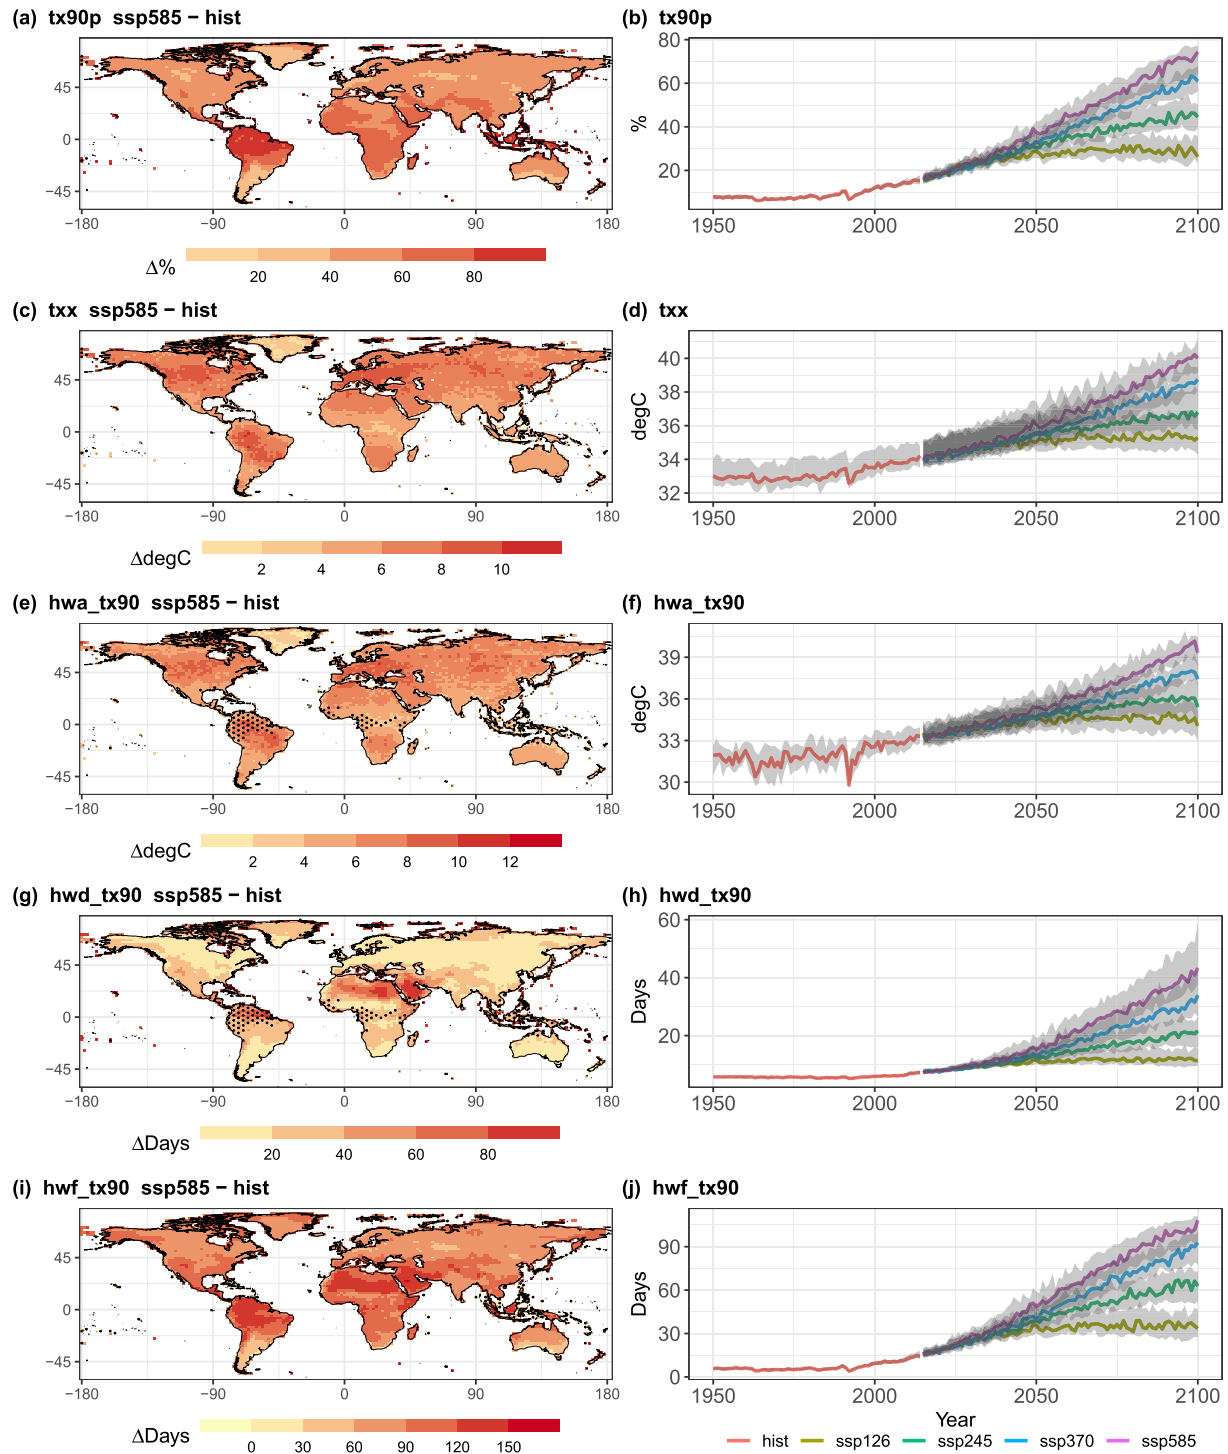 (a) tx90p ssp585 − hist
45
0
−45
−180 −90 0 90 180
Δ% 20 40 60 80
(b) tx90p
80
60
40
20
%
1950 2000 2050 2100
(c) txx ssp585 − hist
45
0
−45
−180 −90 0 90 180
ΔdegC 2 4 6 8 10
(d) txx
40
38
36
34
32
degC
1950 2000 2050 2100
(e) hwa_tx90 ssp585 − hist
45
0
−45
−180 −90 0 90 180
ΔdegC 2 4 6 8 10 12
(f) hwa_tx90
39
36
33
30
degC
1950 2000 2050 2100
(g) hwd_tx90 ssp585 − hist
45
0
−45
−180 −90 0 90 180
ΔDays 20 40 60 80
(h) hwd_tx90
60
40
20
Days
1950 2000 2050 2100
(i) hwf_tx90 ssp585 − hist
45
0
−45
−180 −90 0 90 180
ΔDays 0 30 60 90 120 150
(j) hwf_tx90
90
60
30
0
Days
1950 2000 2050 2100
Year
hist ssp126 ssp245 ssp370 ssp585